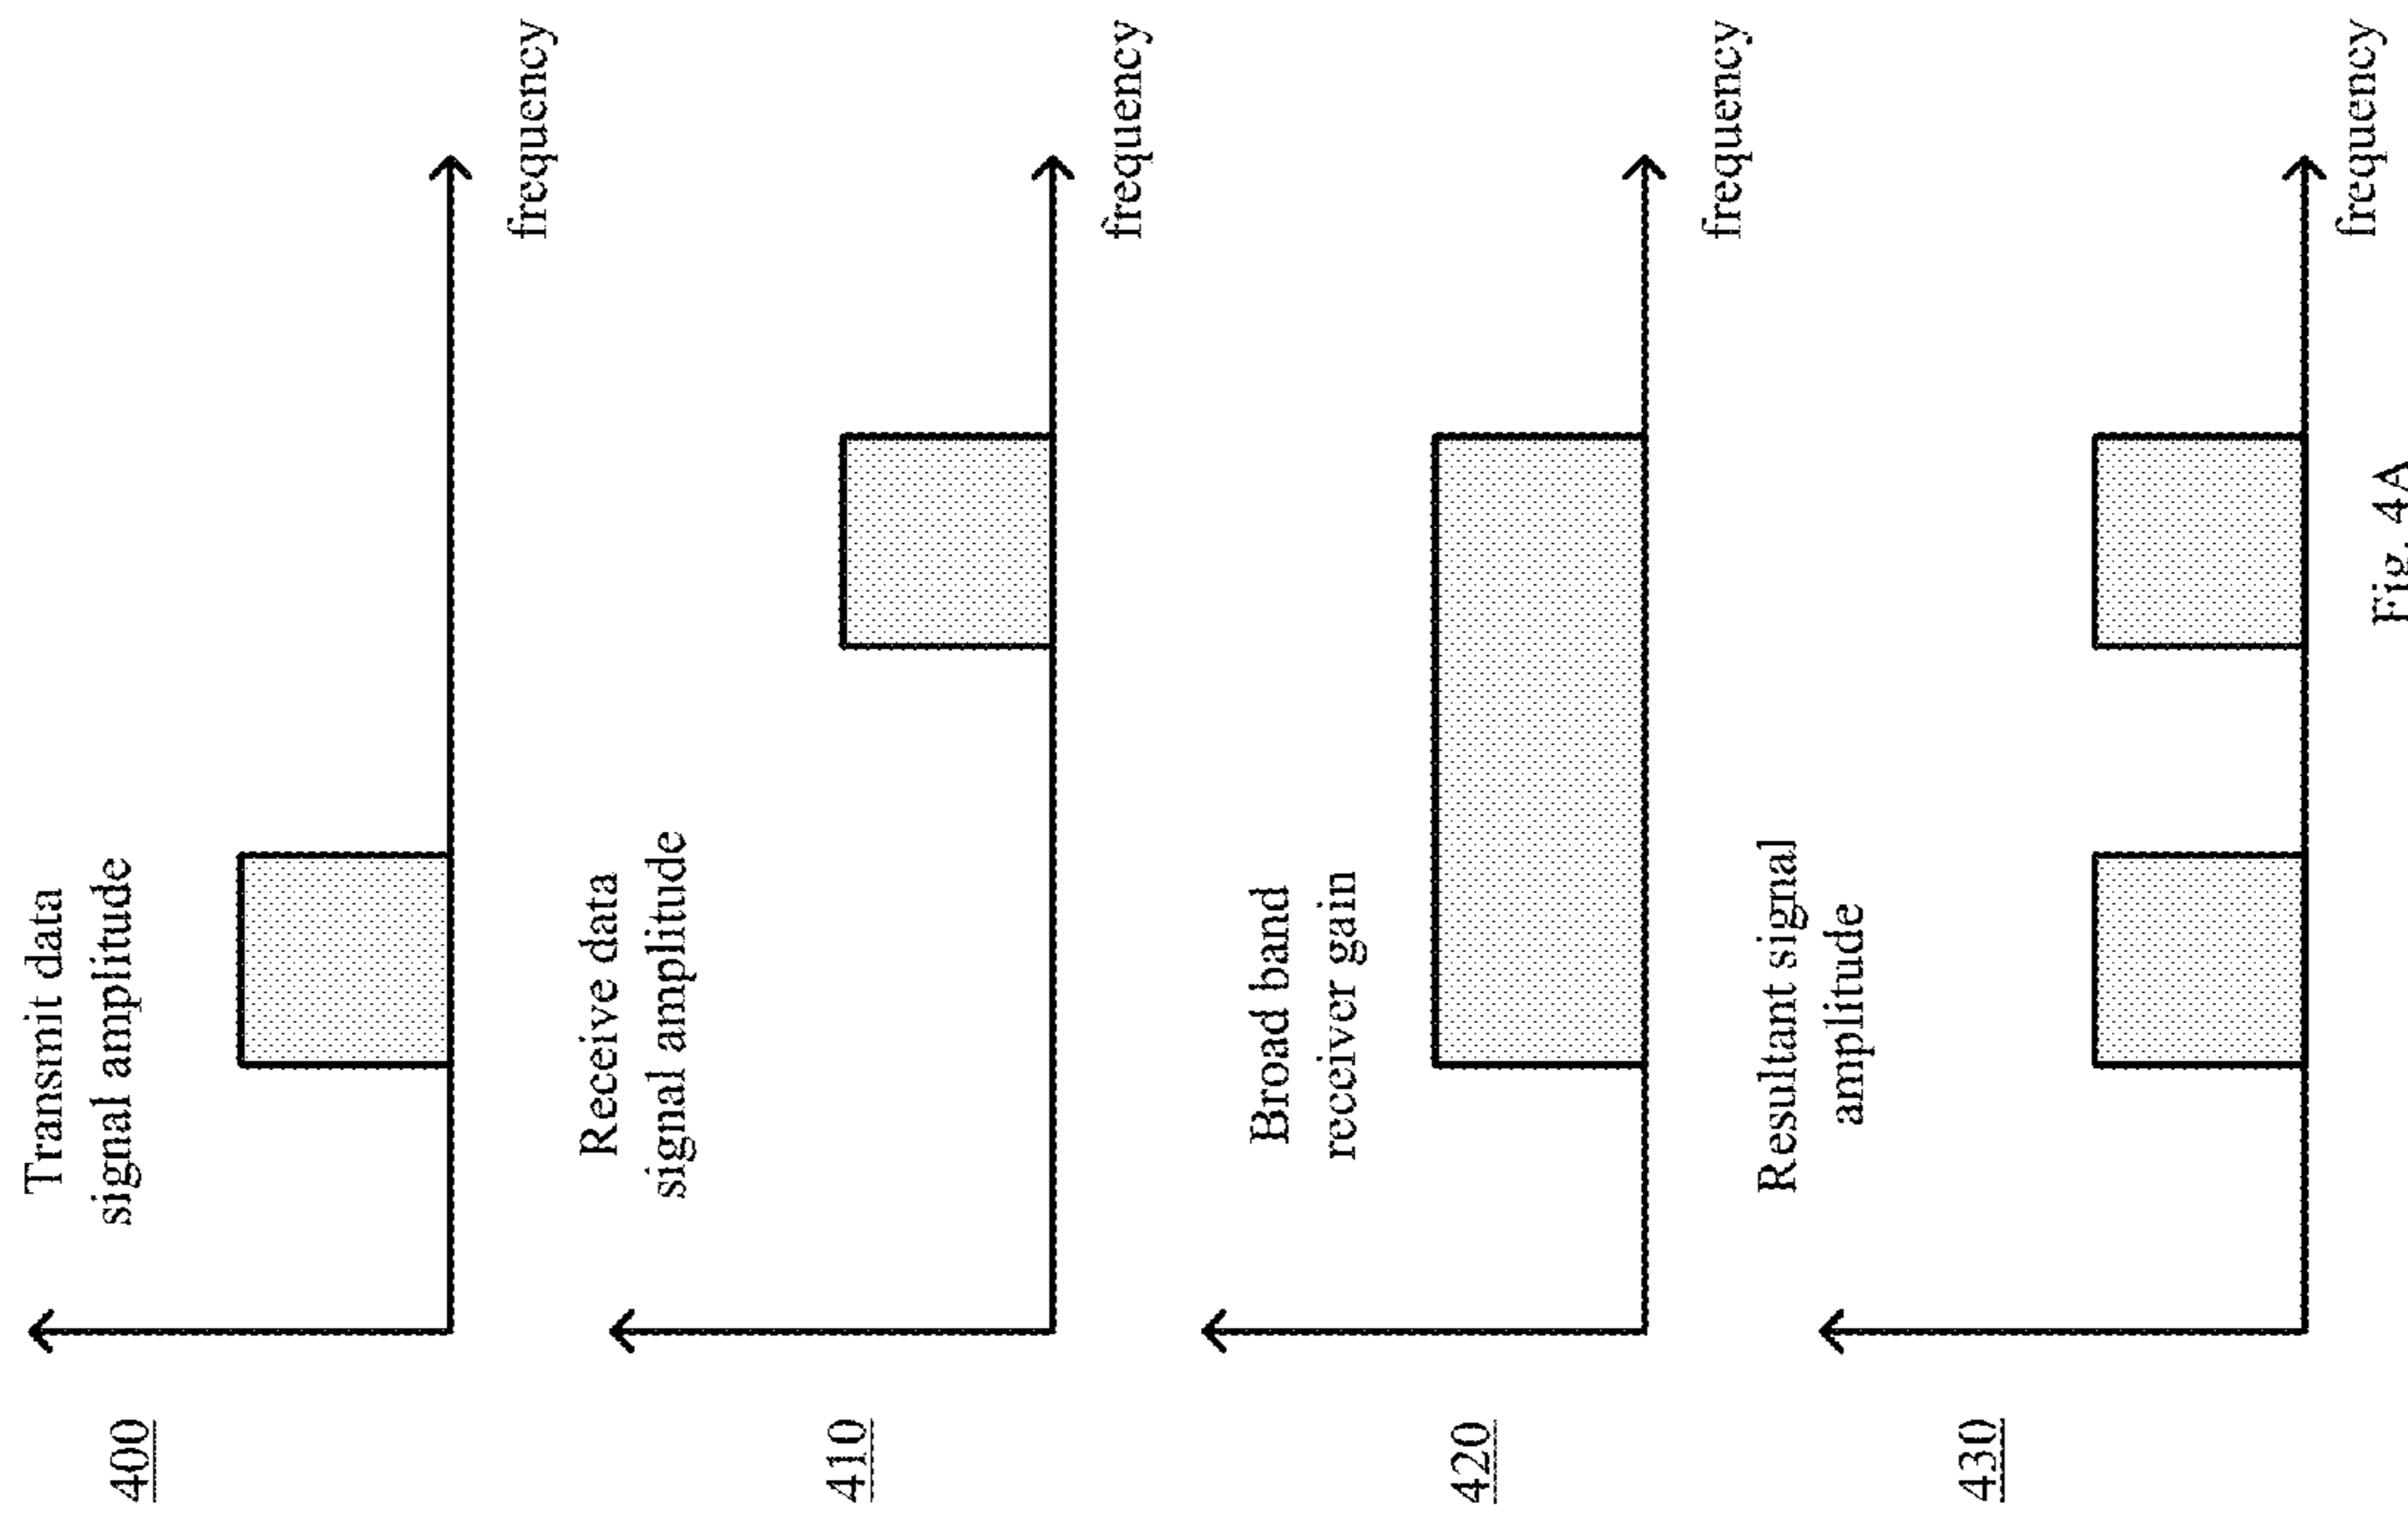 400
Transmit data
signal amplitude
frequency
410
Receive data
signal amplitude
frequency
420
Broad band
receiver gain
frequency
430
Resultant signal
amplitude
frequency
Fig. 4A